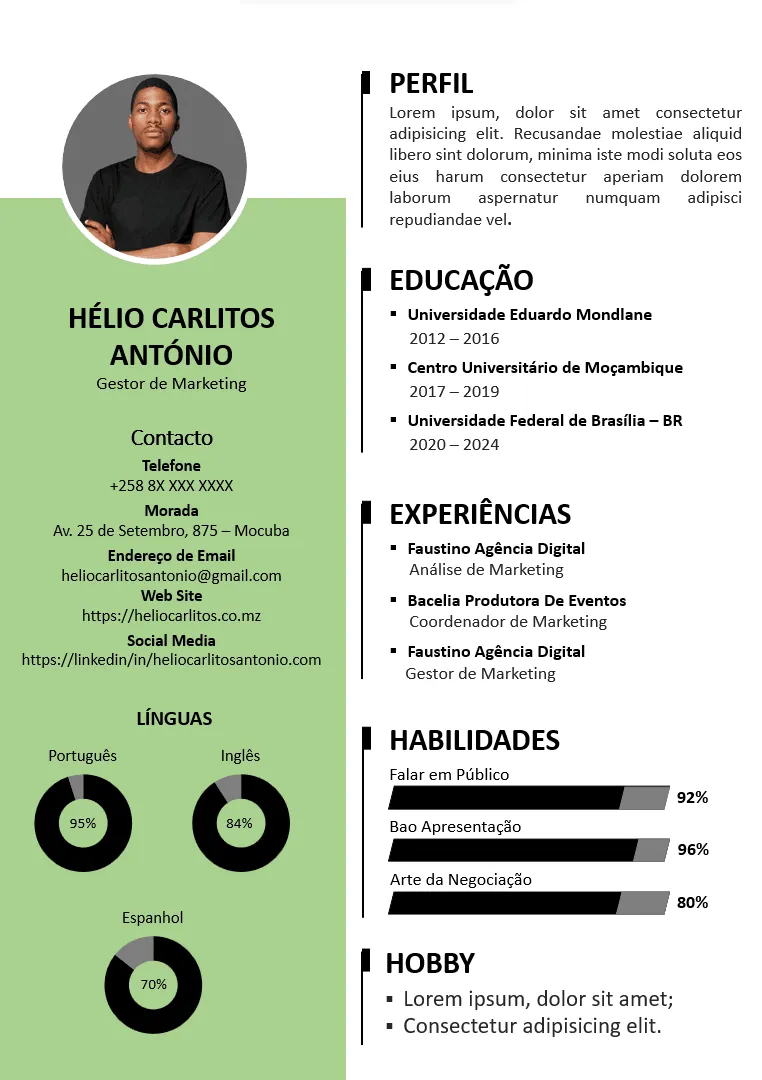 HÉLIO CARLITOS
ANTÓNIO
Gestor de Marketing
Contacto
Telefone
+258 8X XXX XXXX
Morada
Av. 25 de Setembro, 875 – Mocuba
Endereço de Email
heliocarlitosantonio@gmail.com
Web Site
https://heliocarlitos.co.mz
Social Media
https://linkedin/in/heliocarlitosantonio.com
LÍNGUAS
Português
95%
Inglês
84%
Espanhol
70%
PERFIL
Lorem ipsum, dolor sit amet consectetur
adipisicing elit. Recusandae molestiae aliquid
libero sint dolorum, minima iste modi soluta eos
eius harum consectetur aperiam dolorem
laborum aspernatur numquam adipisci
repudiandae vel.
EDUCAÇÃO
▪ Universidade Eduardo Mondlane
2012 – 2016
▪ Centro Universitário de Moçambique
2017 – 2019
▪ Universidade Federal de Brasília – BR
2020 – 2024
EXPERIÊNCIAS
▪ Faustino Agência Digital
Análise de Marketing
▪ Bacelia Produtora De Eventos
Coordenador de Marketing
▪ Faustino Agência Digital
Gestor de Marketing
HABILIDADES
Falar em Público
92%
Bao Apresentação
96%
Arte da Negociação
80%
HOBBY
▪ Lorem ipsum, dolor sit amet;
▪ Consectetur adipisicing elit.